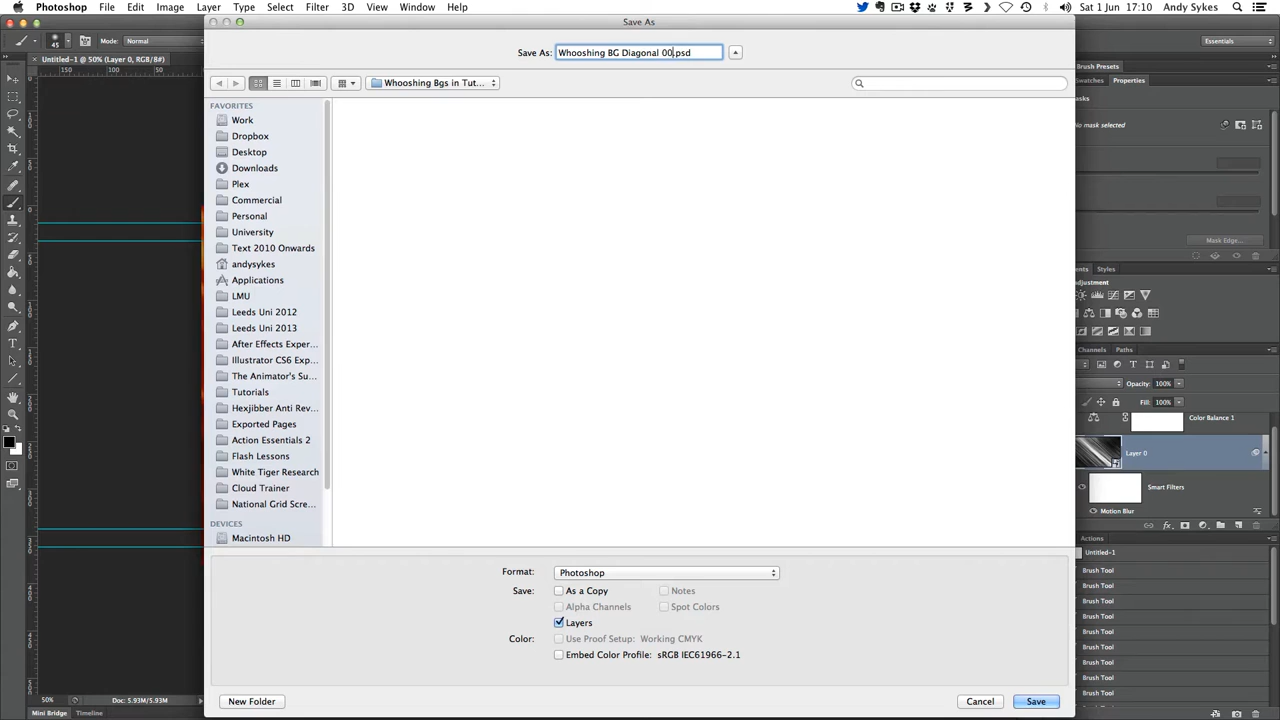 Photoshop File Edit Image Layer Type Select Filter 3D View Window Help
6 Sat 1 Jun 17:10 Andy Sykes
Save As
45 Mode: Normal
Essentials
Save As: Whooshing BG Diagonal 00.psd
Untitled-1 @ 50% (Layer 0, RGB/8#)
Brush Presets
Swatches Properties
Whooshing Bgs in Tut...
No mask selected
Mask Edge...
Styles
FAVORITES
Work
Dropbox
Desktop
Downloads
Plex
Commercial
Personal
University
Text 2010 Onwards
andysykes
Applications
LMU
Leeds Uni 2012
Leeds Uni 2013
After Effects Exper...
Illustrator CS6 Exp...
The Animator's Su...
Tutorials
Hexjibber Anti Rev...
Exported Pages
Action Essentials 2
Flash Lessons
White Tiger Research
Cloud Trainer
National Grid Scre...
DEVICES
Macintosh HD
Channels Paths
Opacity: 100%
Fill: 100%
Color Balance 1
Layer 0
Smart Filters
Motion Blur
Actions
Untitled-1
Brush Tool
Brush Tool
Brush Tool
Brush Tool
Brush Tool
Brush Tool
Brush Tool
Brush Tool
Brush Tool
Format: Photoshop
Save: As a Copy Notes
Alpha Channels Spot Colors
Layers
Color: Use Proof Setup: Working CMYK
Embed Color Profile: sRGB IEC61966-2.1
New Folder Cancel Save
50% Doc: 5.93M/5.93M
Mini Bridge Timeline